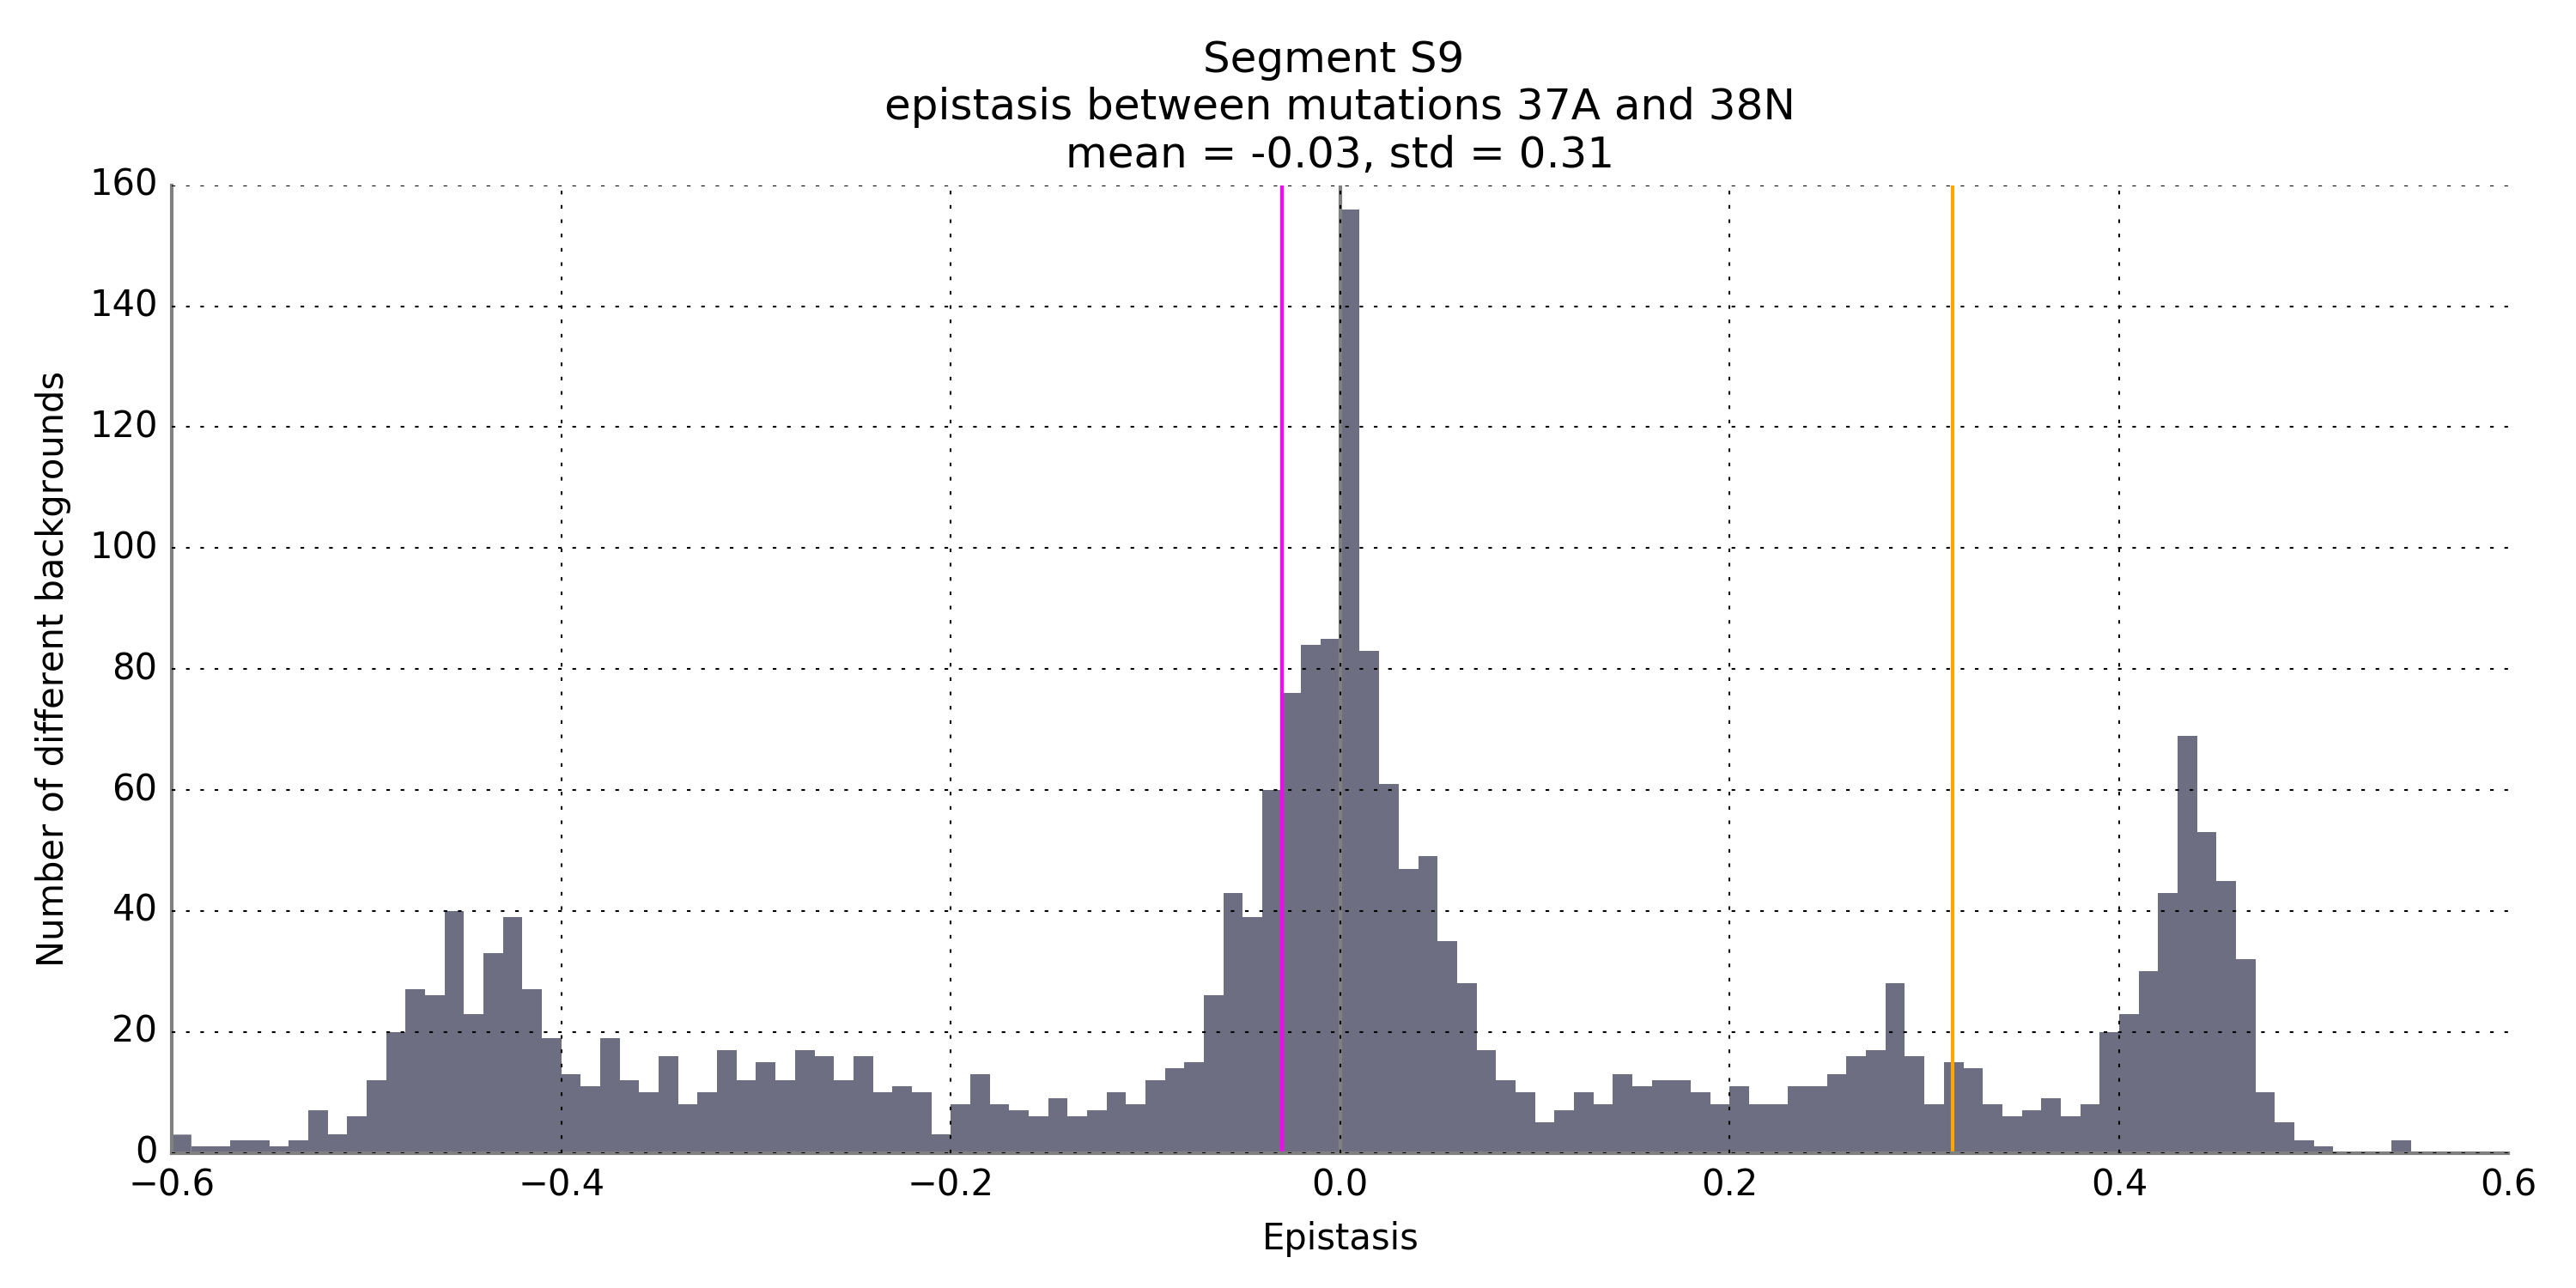 Segment S9
epistasis between mutations 37A and 38N
mean = -0.03, std = 0.31
160
140
120
100
80
60
40
20
0
Number of different backgrounds
−0.6 −0.4 −0.2 0.0 0.2 0.4 0.6
Epistasis